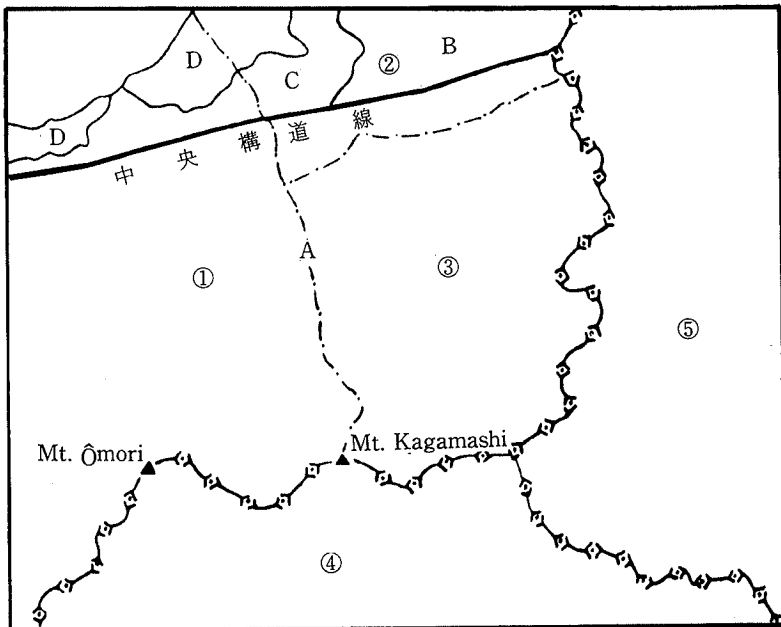 B
②
D
C
D
中央構道線
A
①
③
⑤
Mt. Ômori
Mt. Kagamashi
④